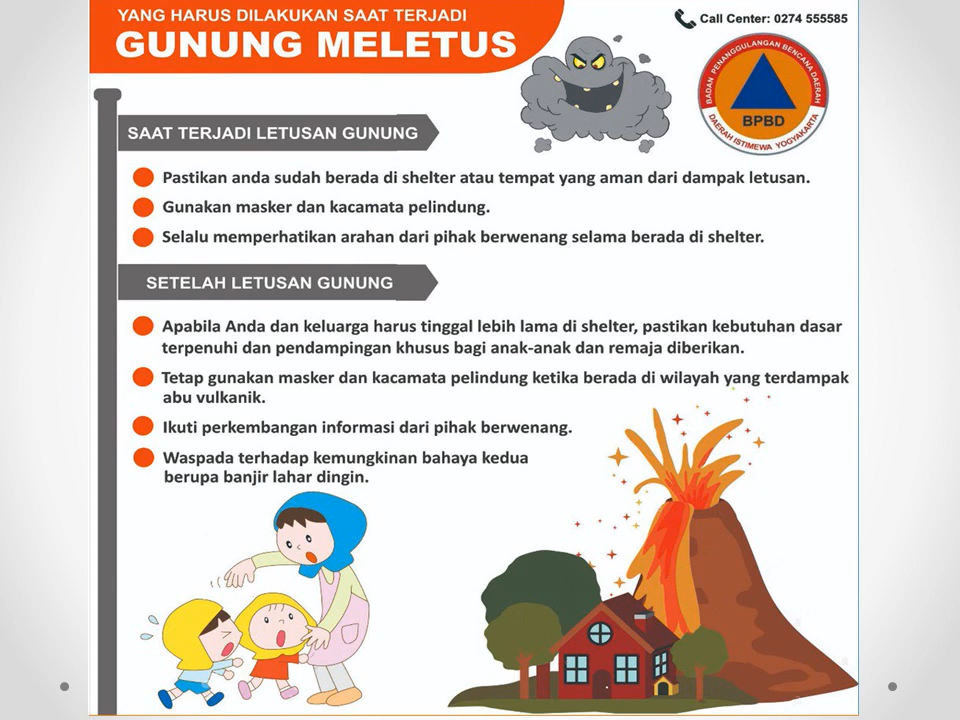 YANG HARUS DILAKUKAN SAAT TERJADI
GUNUNG MELETUS
Call Center: 0274 555585
BADAN PENANGGULANGAN BENCANA DAERAH
BPBD
DAERAH ISTIMEWA YOGYAKARTA
SAAT TERJADI LETUSAN GUNUNG
Pastikan anda sudah berada di shelter atau tempat yang aman dari dampak letusan.
Gunakan masker dan kacamata pelindung.
Selalu memperhatikan arahan dari pihak berwenang selama berada di shelter.
SETELAH LETUSAN GUNUNG
Apabila Anda dan keluarga harus tinggal lebih lama di shelter, pastikan kebutuhan dasar
terpenuhi dan pendampingan khusus bagi anak-anak dan remaja diberikan.
Tetap gunakan masker dan kacamata pelindung ketika berada di wilayah yang terdampak
abu vulkanik.
Ikuti perkembangan informasi dari pihak berwenang.
Waspada terhadap kemungkinan bahaya kedua
berupa banjir lahar dingin.